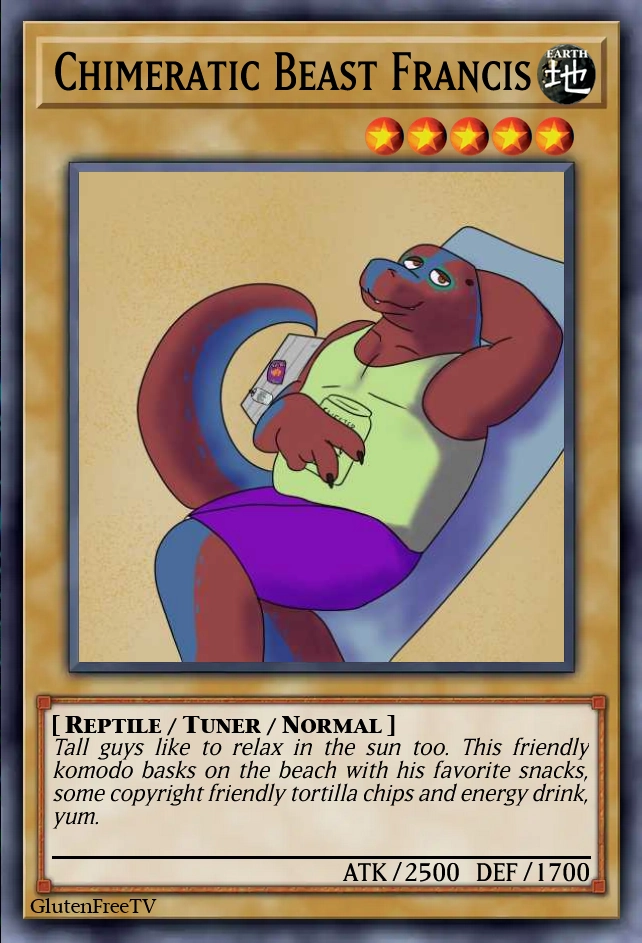 Chimeratic Beast Francis
EARTH
地
[ Reptile / Tuner / Normal ]
Tall guys like to relax in the sun too. This friendly
komodo basks on the beach with his favorite snacks,
some copyright friendly tortilla chips and energy drink,
yum.
ATK / 2500 DEF / 1700
GlutenFreeTV